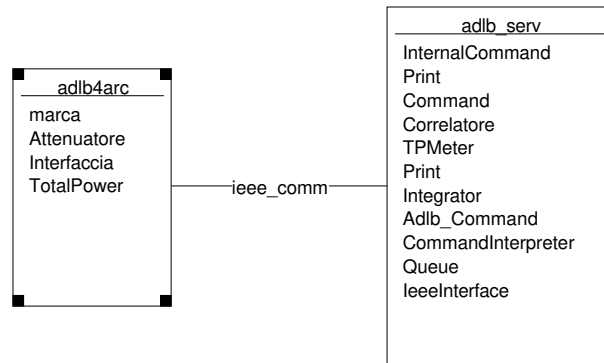 adlb4arc
marca
Attenuatore
Interfaccia
TotalPower
ieee_comm
adlb_serv
InternalCommand
Print
Command
Correlatore
TPMeter
Print
Integrator
Adlb_Command
CommandInterpreter
Queue
IeeeInterface